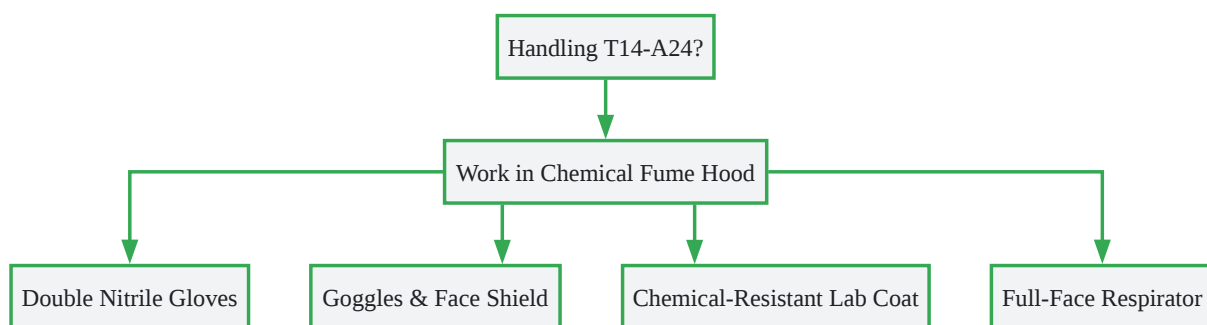 Handling T14-A24?
Work in Chemical Fume Hood
Double Nitrile Gloves
Goggles & Face Shield
Chemical-Resistant Lab Coat
Full-Face Respirator